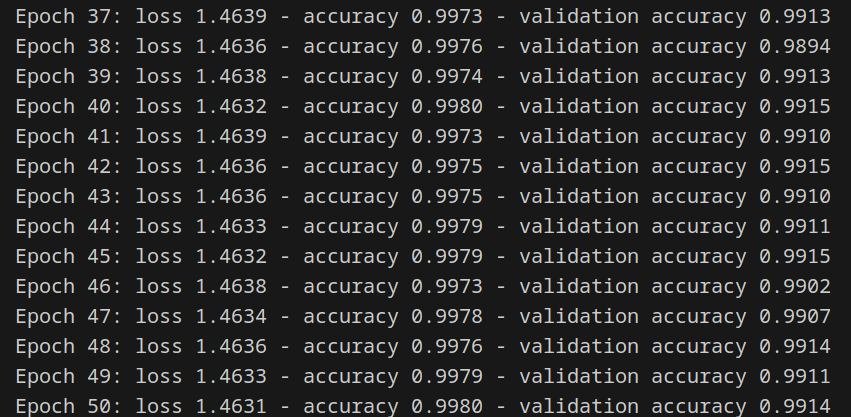 Epoch 37: loss 1.4639 - accuracy 0.9973 - validation accuracy 0.9913
Epoch 38: loss 1.4636 - accuracy 0.9976 - validation accuracy 0.9894
Epoch 39: loss 1.4638 - accuracy 0.9974 - validation accuracy 0.9913
Epoch 40: loss 1.4632 - accuracy 0.9980 - validation accuracy 0.9915
Epoch 41: loss 1.4639 - accuracy 0.9973 - validation accuracy 0.9910
Epoch 42: loss 1.4636 - accuracy 0.9975 - validation accuracy 0.9915
Epoch 43: loss 1.4636 - accuracy 0.9975 - validation accuracy 0.9910
Epoch 44: loss 1.4633 - accuracy 0.9979 - validation accuracy 0.9911
Epoch 45: loss 1.4632 - accuracy 0.9979 - validation accuracy 0.9915
Epoch 46: loss 1.4638 - accuracy 0.9973 - validation accuracy 0.9902
Epoch 47: loss 1.4634 - accuracy 0.9978 - validation accuracy 0.9907
Epoch 48: loss 1.4636 - accuracy 0.9976 - validation accuracy 0.9914
Epoch 49: loss 1.4633 - accuracy 0.9979 - validation accuracy 0.9911
Epoch 50: loss 1.4631 - accuracy 0.9980 - validation accuracy 0.9914